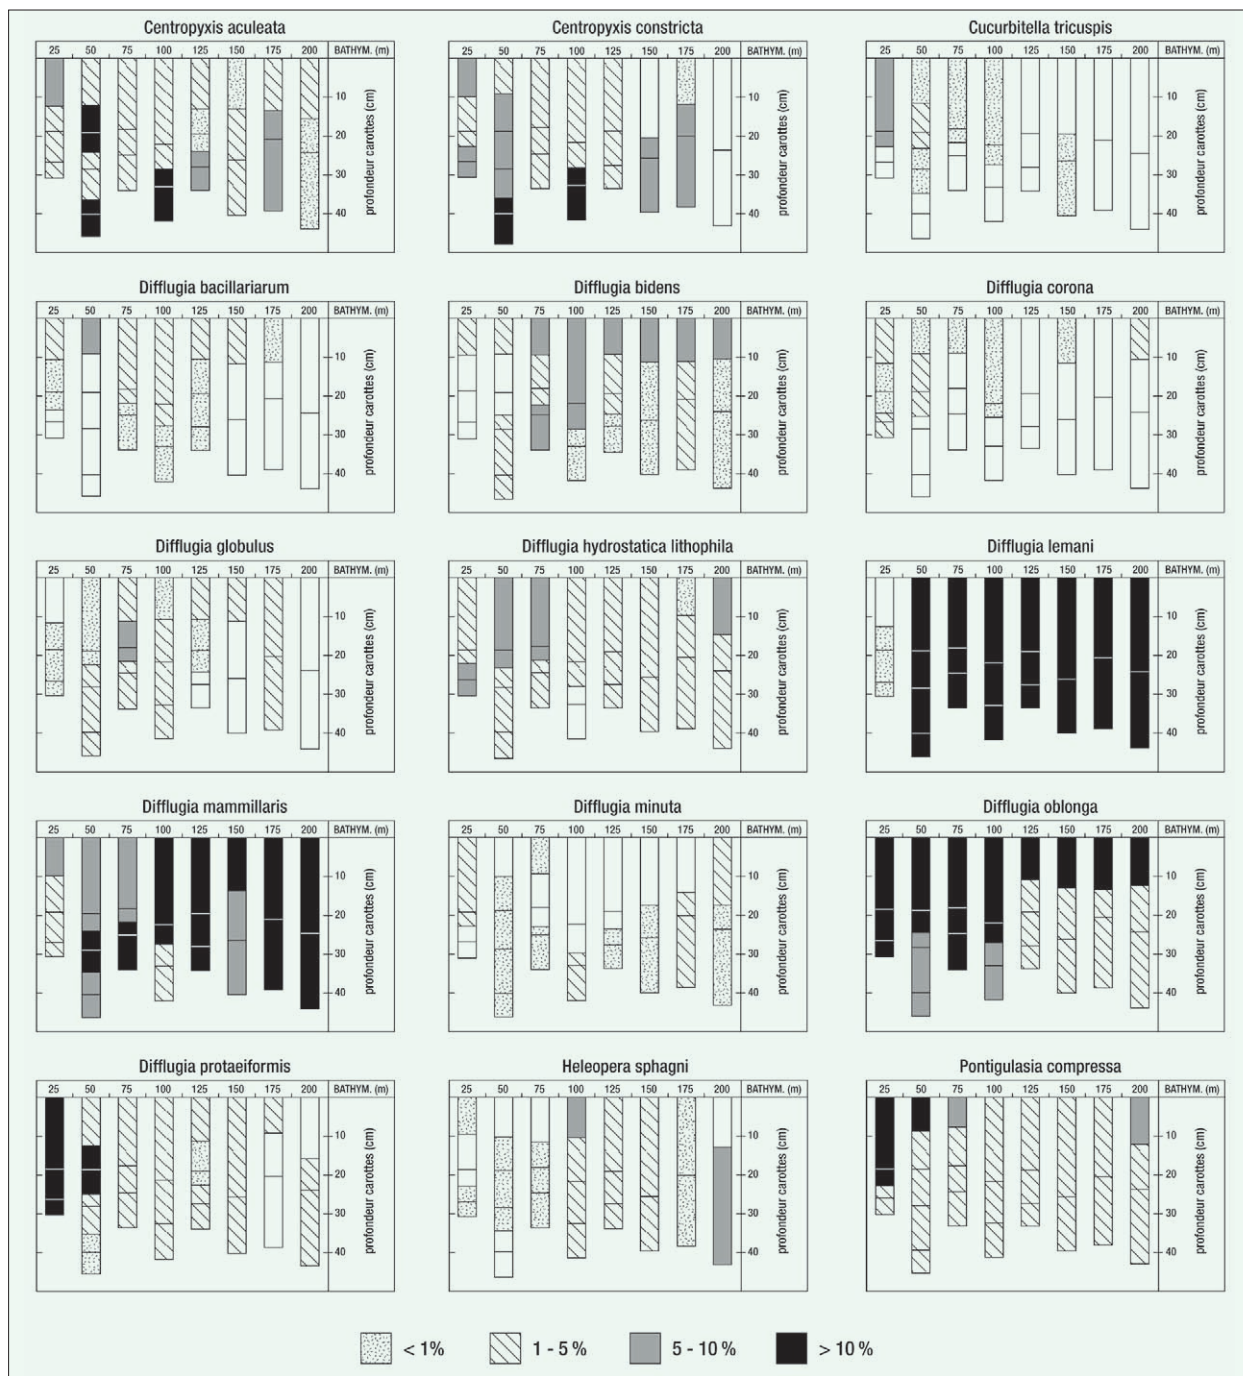 Centropyxis aculeata
25 50 75 100 125 150 175 200 BATHYM. (m)
10
20
30
40
profondeur carottes (cm)
Centropyxis constricta
25 50 75 100 125 150 175 200 BATHYM. (m)
10
20
30
40
profondeur carottes (cm)
Cucurbitella tricuspis
25 50 75 100 125 150 175 200 BATHYM. (m)
10
20
30
40
profondeur carottes (cm)
Difflugia bacillariarum
25 50 75 100 125 150 175 200 BATHYM. (m)
10
20
30
40
profondeur carottes (cm)
Difflugia bidens
25 50 75 100 125 150 175 200 BATHYM. (m)
10
20
30
40
profondeur carottes (cm)
Difflugia corona
25 50 75 100 125 150 175 200 BATHYM. (m)
10
20
30
40
profondeur carottes (cm)
Difflugia globulus
25 50 75 100 125 150 175 200 BATHYM. (m)
10
20
30
40
profondeur carottes (cm)
Difflugia hydrostatica lithophila
25 50 75 100 125 150 175 200 BATHYM. (m)
10
20
30
40
profondeur carottes (cm)
Difflugia lemani
25 50 75 100 125 150 175 200 BATHYM. (m)
10
20
30
40
profondeur carottes (cm)
Difflugia mammillaris
25 50 75 100 125 150 175 200 BATHYM. (m)
10
20
30
40
profondeur carottes (cm)
Difflugia minuta
25 50 75 100 125 150 175 200 BATHYM. (m)
10
20
30
40
profondeur carottes (cm)
Difflugia oblonga
25 50 75 100 125 150 175 200 BATHYM. (m)
10
20
30
40
profondeur carottes (cm)
Difflugia protaeiformis
25 50 75 100 125 150 175 200 BATHYM. (m)
10
20
30
40
profondeur carottes (cm)
Heleopera sphagni
25 50 75 100 125 150 175 200 BATHYM. (m)
10
20
30
40
profondeur carottes (cm)
Pontigulasia compressa
25 50 75 100 125 150 175 200 BATHYM. (m)
10
20
30
40
profondeur carottes (cm)
< 1% 1 - 5 % 5 - 10 % > 10 %